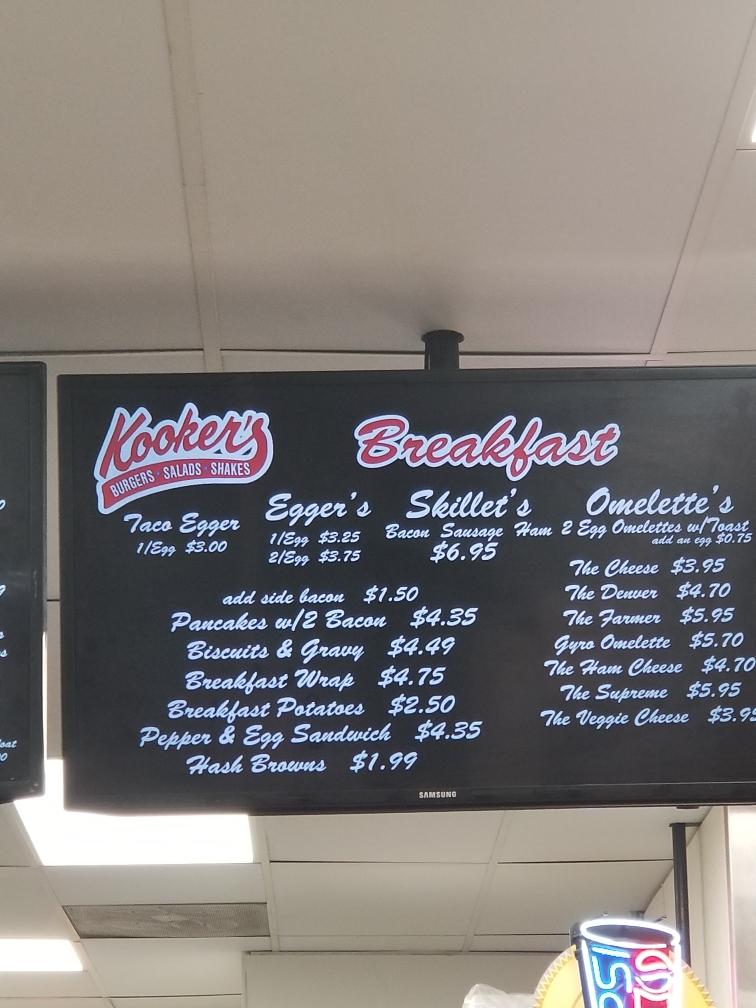 Kooker's
BURGERS · SALADS · SHAKES
Breakfast
Taco Egger
1/Egg $3.00
Egger's
1/Egg $3.25
2/Egg $3.75
Skillet's
Bacon Sausage Ham
$6.95
Omelette's
2 Egg Omelettes w/Toast
add an egg $0.75
add side bacon $1.50
Pancakes w/2 Bacon $4.35
Biscuits & Gravy $4.49
Breakfast Wrap $4.75
Breakfast Potatoes $2.50
Pepper & Egg Sandwich $4.35
Hash Browns $1.99
The Cheese $3.95
The Denver $4.70
The Farmer $5.95
Gyro Omelette $5.70
The Ham Cheese $4.70
The Supreme $5.95
The Veggie Cheese
SAMSUNG